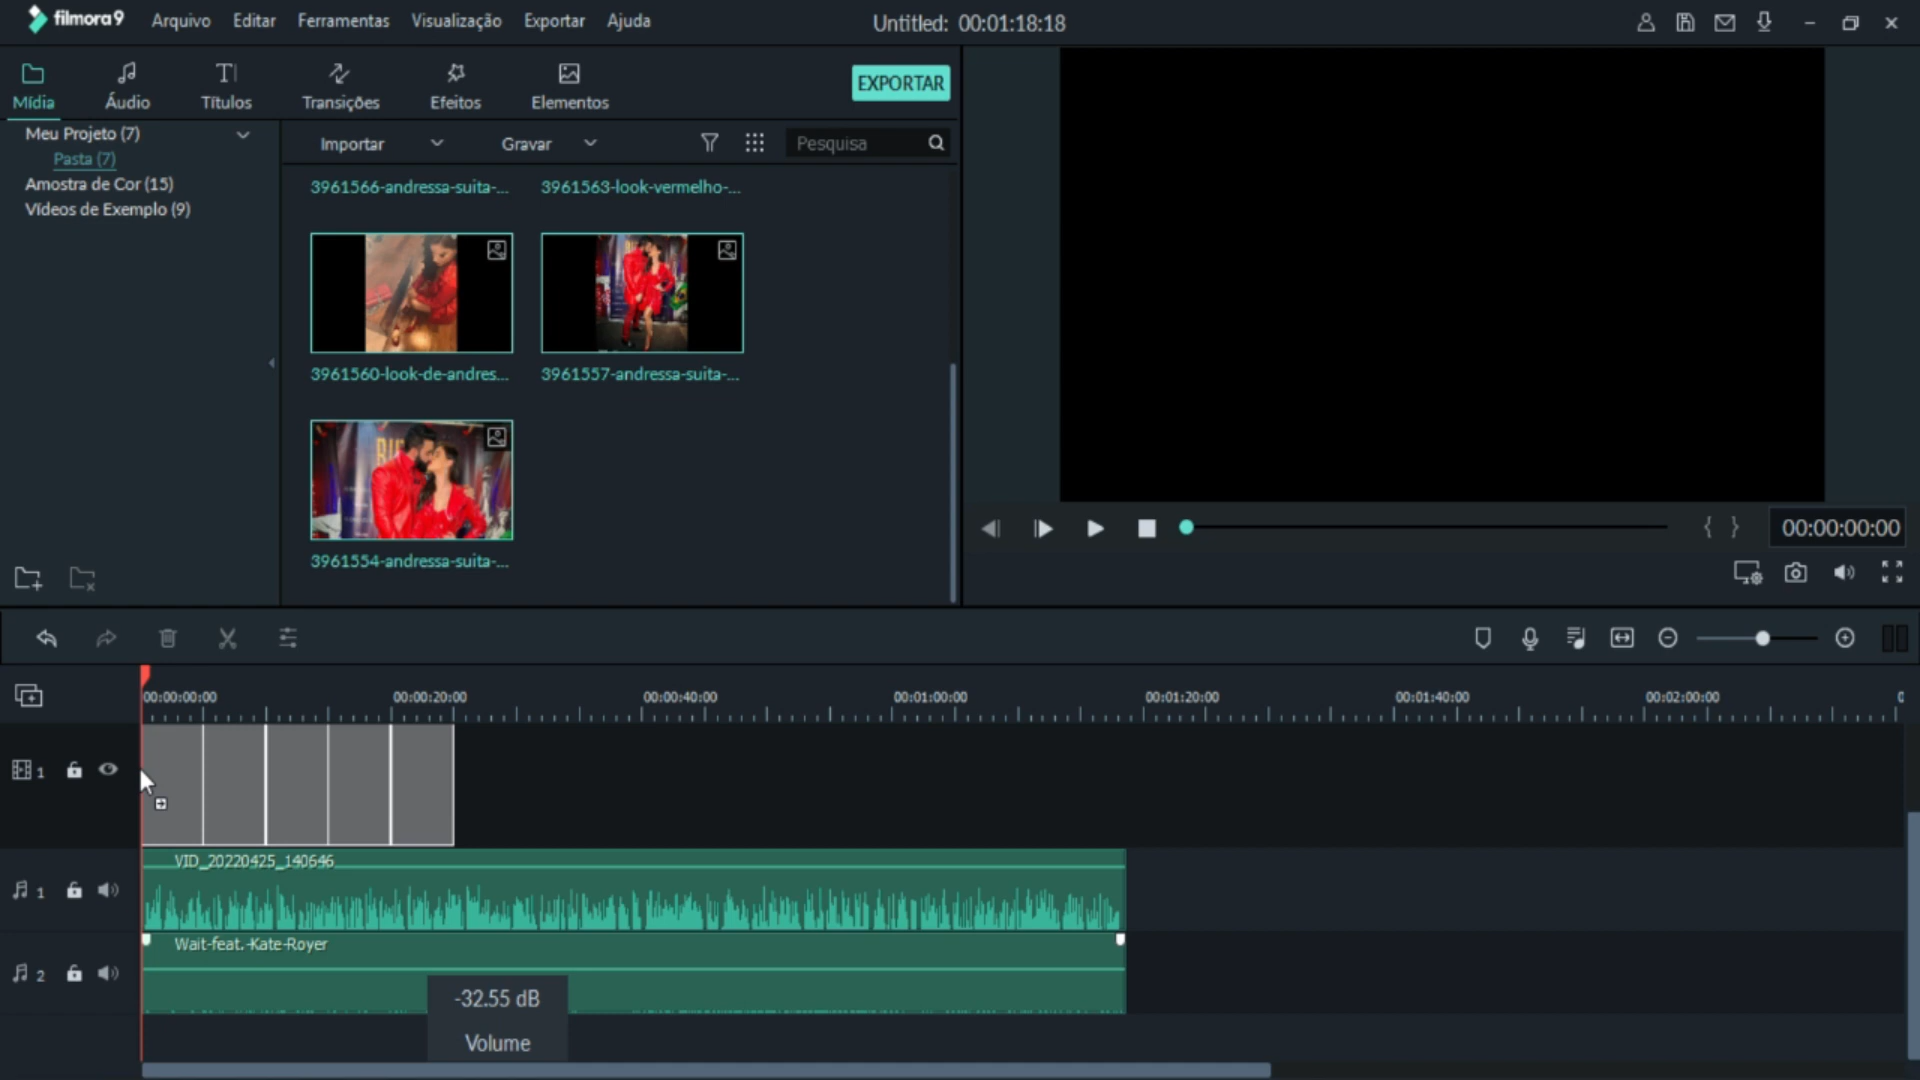 filmora9 Arquivo Editar Ferramentas Visualização Exportar Ajuda Untitled: 00:01:18:18
Mídia Áudio Títulos Transições Efeitos Elementos EXPORTAR
Meu Projeto (7)
Pasta (7)
Amostra de Cor (15)
Vídeos de Exemplo (9)
Importar Gravar Pesquisa
3961566-andressa-suita-... 3961563-look-vermelho-...
3961560-look-de-andres... 3961557-andressa-suita-...
3961554-andressa-suita-...
{ } 00:00:00:00
00:00:00:00 00:00:20:00 00:00:40:00 00:01:00:00 00:01:20:00 00:01:40:00 00:02:00:00 0
1
VID_20220425_140646
1
Wait-feat.-Kate-Royer
2
-32.55 dB
Volume